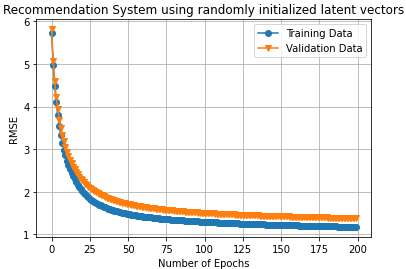 Recommendation System using randomly initialized latent vectors
6
5
4
3
2
1
RMSE
Training Data
Validation Data
0 25 50 75 100 125 150 175 200
Number of Epochs